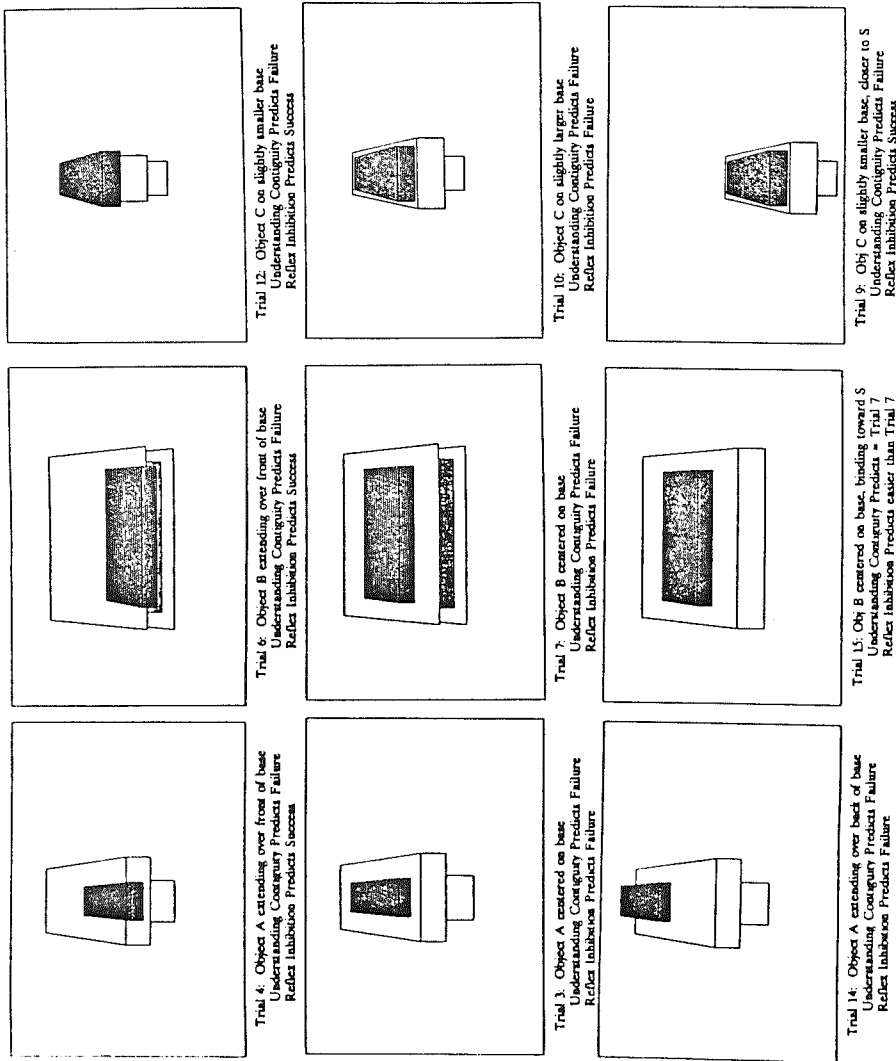 Trial 12: Object C on slightly smaller base
Understanding Contiguity Predicts Failure
Reflex Inhibition Predicts Success
Trial 10: Object C on slightly larger base
Understanding Contiguity Predicts Failure
Reflex Inhibition Predicts Failure
Trial 9: Obj C on slightly smaller base, closer to S
Understanding Contiguity Predicts Failure
Reflex Inhibition Predicts Success
Trial 6: Object B extending over front of base
Understanding Contiguity Predicts Failure
Reflex Inhibition Predicts Success
Trial 7: Object B centered on base
Understanding Contiguity Predicts Failure
Reflex Inhibition Predicts Failure
Trial 15: Obj B centered on base, binding toward S
Understanding Contiguity Predicts = Trial 7
Reflex Inhibition Predicts easier than Trial 7
Trial 4: Object A extending over front of base
Understanding Contiguity Predicts Failure
Reflex Inhibition Predicts Success
Trial 3: Object A centered on base
Understanding Contiguity Predicts Failure
Reflex Inhibition Predicts Failure
Trial 14: Object A extending over back of base
Understanding Contiguity Predicts Failure
Reflex Inhibition Predicts Failure